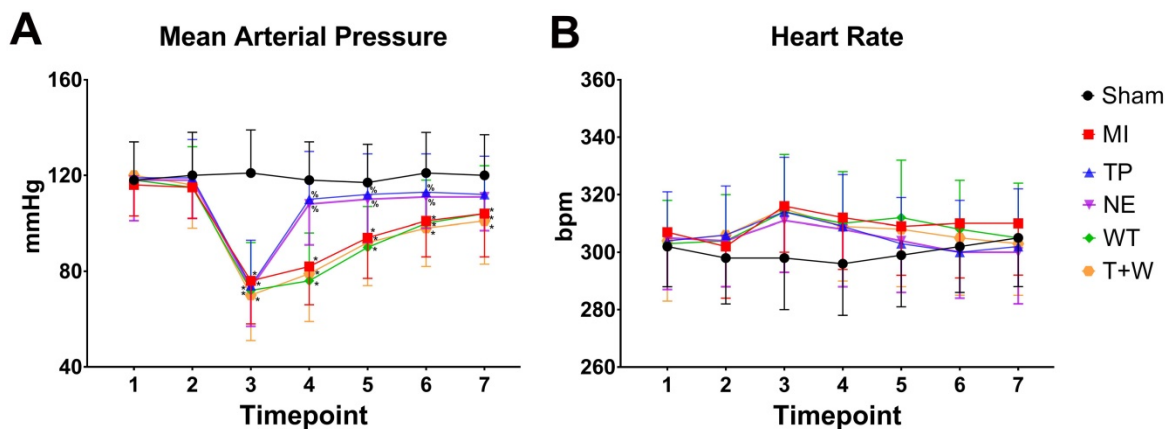 A
Mean Arterial Pressure
mmHg
160
120
80
40
* * * * * *
% % * * *
% % * * *
% % * * *
* * *
1 2 3 4 5 6 7
Timepoint
B
Heart Rate
bpm
360
340
320
300
280
260
1 2 3 4 5 6 7
Timepoint
Sham
MI
TP
NE
WT
T+W